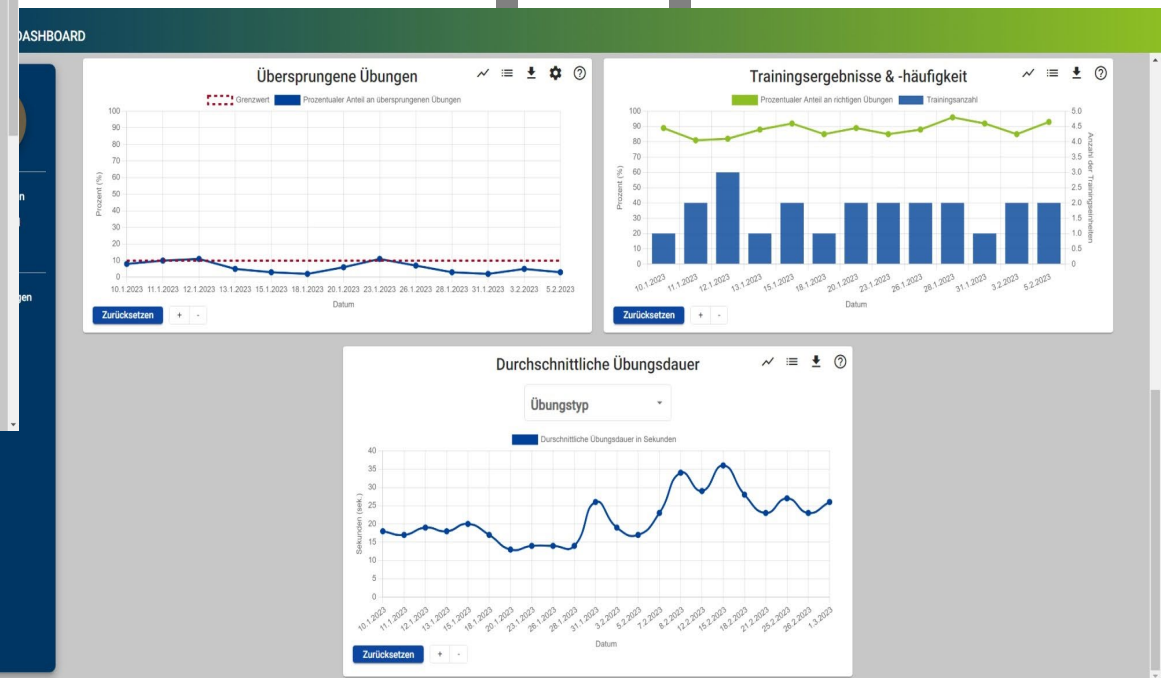 DASHBOARD
n
gen
Übersprungene Übungen
Grenzwert Prozentualer Anteil an übersprungenen Übungen
100
90
80
70
60
50
40
30
20
10
0
Prozent (%)
10.1.2023 11.1.2023 12.1.2023 13.1.2023 15.1.2023 18.1.2023 20.1.2023 23.1.2023 26.1.2023 28.1.2023 31.1.2023 3.2.2023 5.2.2023
Datum
Zurücksetzen + -
Trainingsergebnisse & -häufigkeit
Prozentualer Anteil an richtigen Übungen Trainingsanzahl
100
90
80
70
60
50
40
30
20
10
0
Prozent (%)
5.0
4.5
4.0
3.5
3.0
2.5
2.0
1.5
1.0
0.5
0
Anzahl der Trainingseinheiten
10.1.2023 11.1.2023 12.1.2023 13.1.2023 15.1.2023 18.1.2023 20.1.2023 23.1.2023 26.1.2023 28.1.2023 31.1.2023 3.2.2023 5.2.2023
Datum
Zurücksetzen + -
Durchschnittliche Übungsdauer
Übungstyp
Durschnittliche Übungsdauer in Sekunden
40
35
30
25
20
15
10
5
0
Sekunden (sek.)
10.1.2023 11.1.2023 12.1.2023 13.1.2023 15.1.2023 18.1.2023 20.1.2023 23.1.2023 26.1.2023 28.1.2023 31.1.2023 3.2.2023 5.2.2023 7.2.2023 8.2.2023 12.2.2023 15.2.2023 18.2.2023 21.2.2023 25.2.2023 26.2.2023 1.3.2023
Datum
Zurücksetzen + -